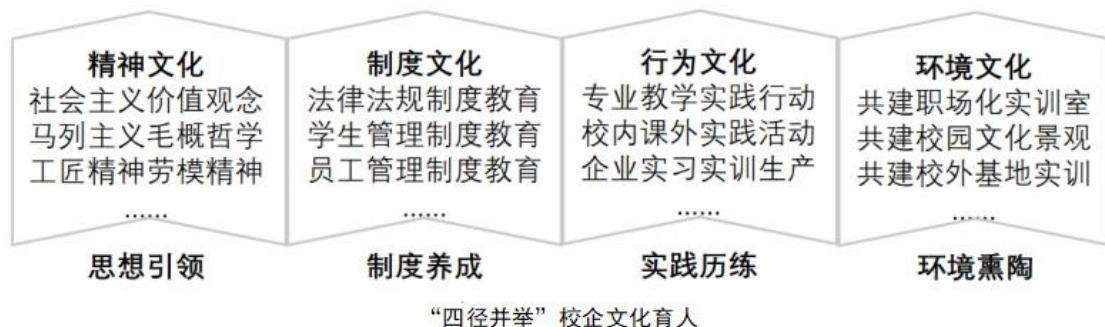 精神文化
社会主义价值观念
马列主义毛概哲学
工匠精神劳模精神
......
思想引领
制度文化
法律法规制度教育
学生管理制度教育
员工管理制度教育
......
制度养成
行为文化
专业教学实践行动
校内课外实践活动
企业实习实训生产
......
实践历练
环境文化
共建职场化实训室
共建校园文化景观
共建校外基地实训
......
环境熏陶
“四径并举”校企文化育人